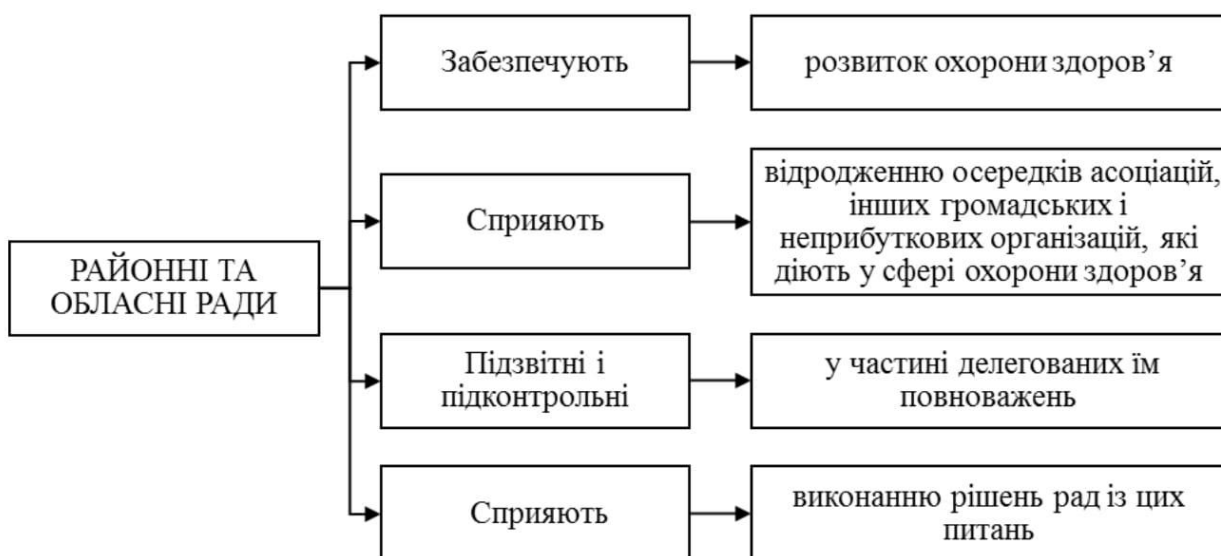 РАЙОННІ ТА
ОБЛАСНІ РАДИ
Забезпечують
розвиток охорони здоров’я
Сприяють
відродженню осередків асоціацій,
інших громадських і
неприбуткових організацій, які
діють у сфері охорони здоров’я
Підзвітні і
підконтрольні
у частині делегованих їм
повноважень
Сприяють
виконанню рішень рад із цих
питань